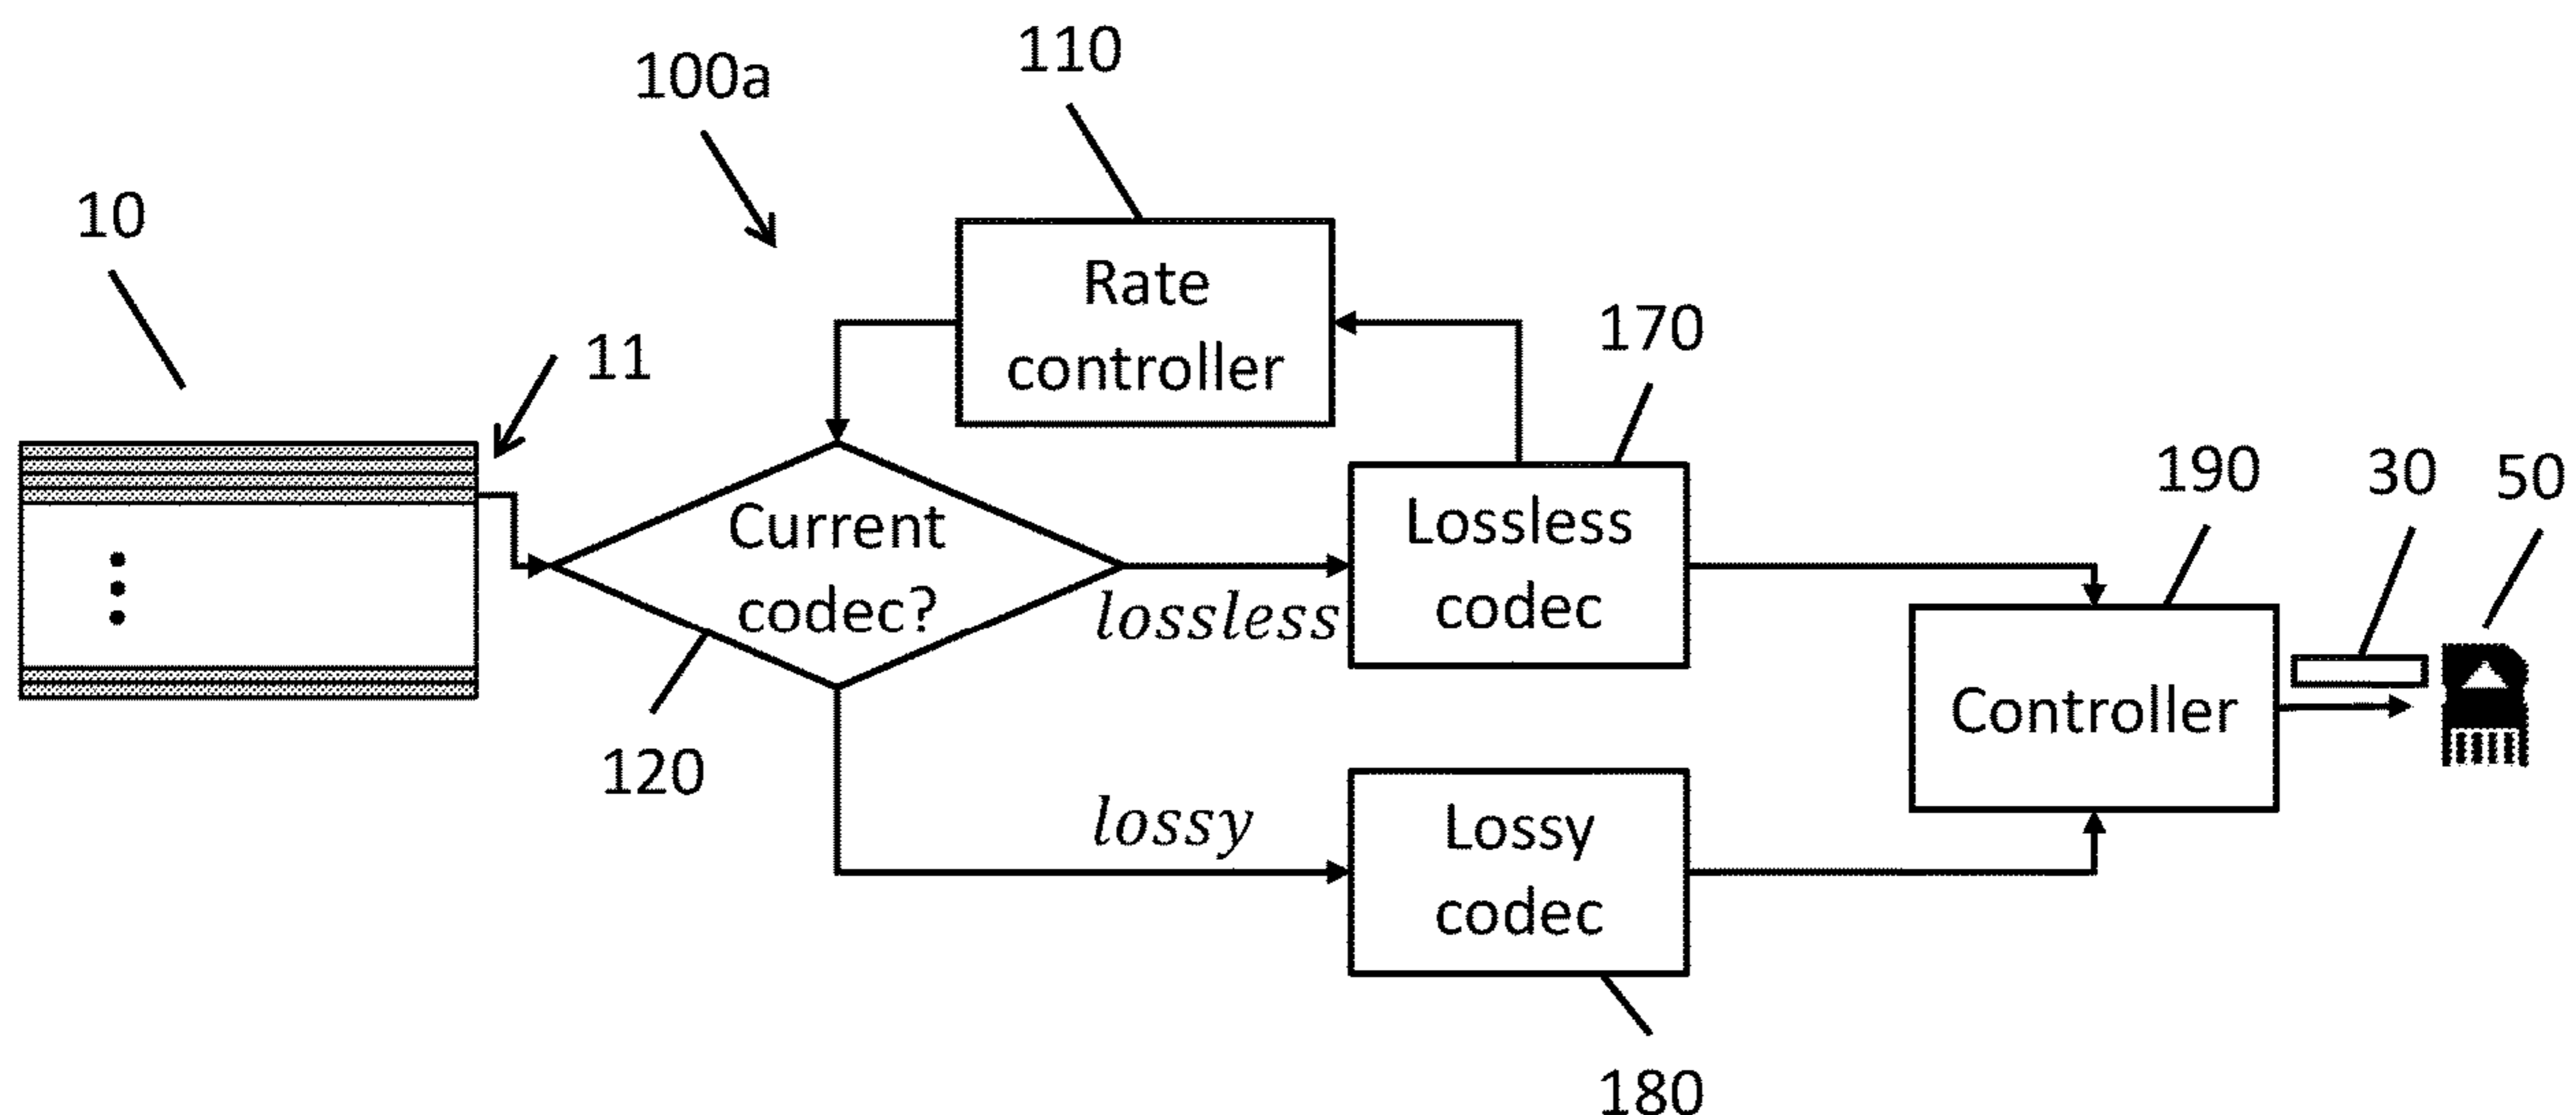 110
100a
10
Rate
controller
170
11
190
30
50
Current
codec?
lossless
Lossless
codec
Controller
120
lossy
Lossy
codec
180